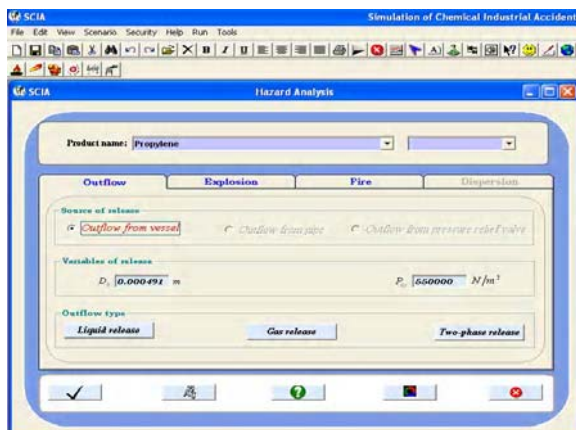 SCIA Simulation of Chemical Industrial Accident
File Edit View Scenario Security Help Run Tools
SCIA Hazard Analysis
Product name: Propylene
Outflow Explosion Fire Dispersion
Source of release
Outflow from vessel Outflow from pipe Outflow from pressure relief valve
Variables of release
D 0.000491 m P 550000 N/m²
Outflow type
Liquid release Gas release Two-phase release